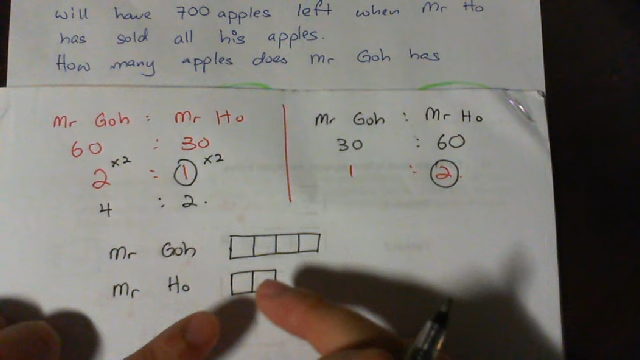 will have 700 apples left when Mr Ho
has sold all his apples.
How many apples does Mr Goh has
Mr Goh : Mr Ho
60 : 30
2 x2 : 1 x2
4 : 2.
Mr Goh : Mr Ho
30 : 60
1 : 2.
Mr Goh
Mr Ho